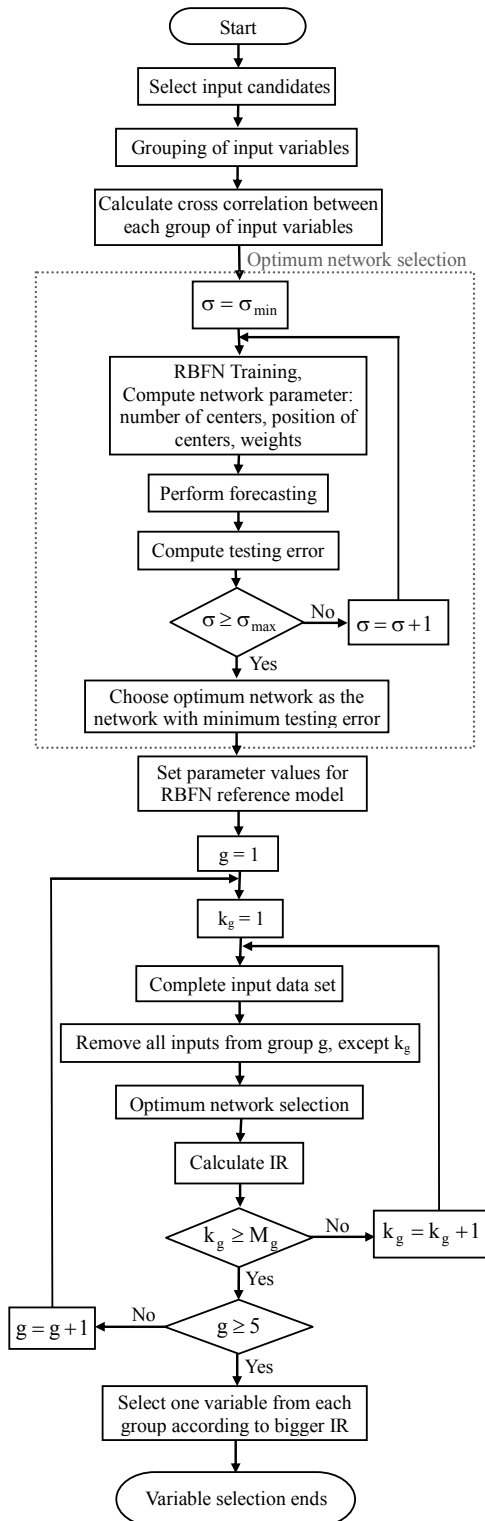 Start
Select input candidates
Grouping of input variables
Calculate cross correlation between
each group of input variables
Optimum network selection
σ = σmin
RBFN Training,
Compute network parameter:
number of centers, position of
centers, weights
Perform forecasting
Compute testing error
σ ≥ σmax
No
σ = σ +1
Yes
Choose optimum network as the
network with minimum testing error
Set parameter values for
RBFN reference model
g = 1
kg = 1
Complete input data set
Remove all inputs from group g, except kg
Optimum network selection
Calculate IR
kg ≥ Mg
No
kg = kg +1
Yes
g ≥ 5
No
g = g +1
Yes
Select one variable from each
group according to bigger IR
Variable selection ends